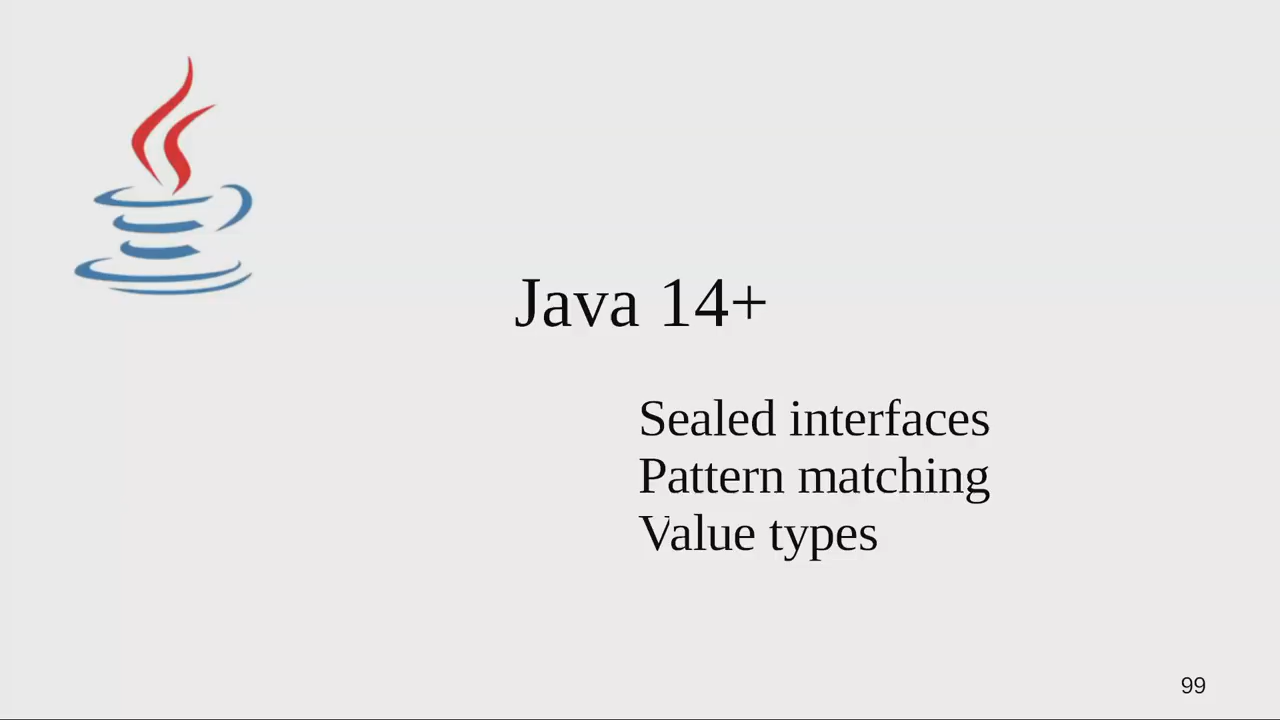 Java 14+
Sealed interfaces
Pattern matching
Value types
99